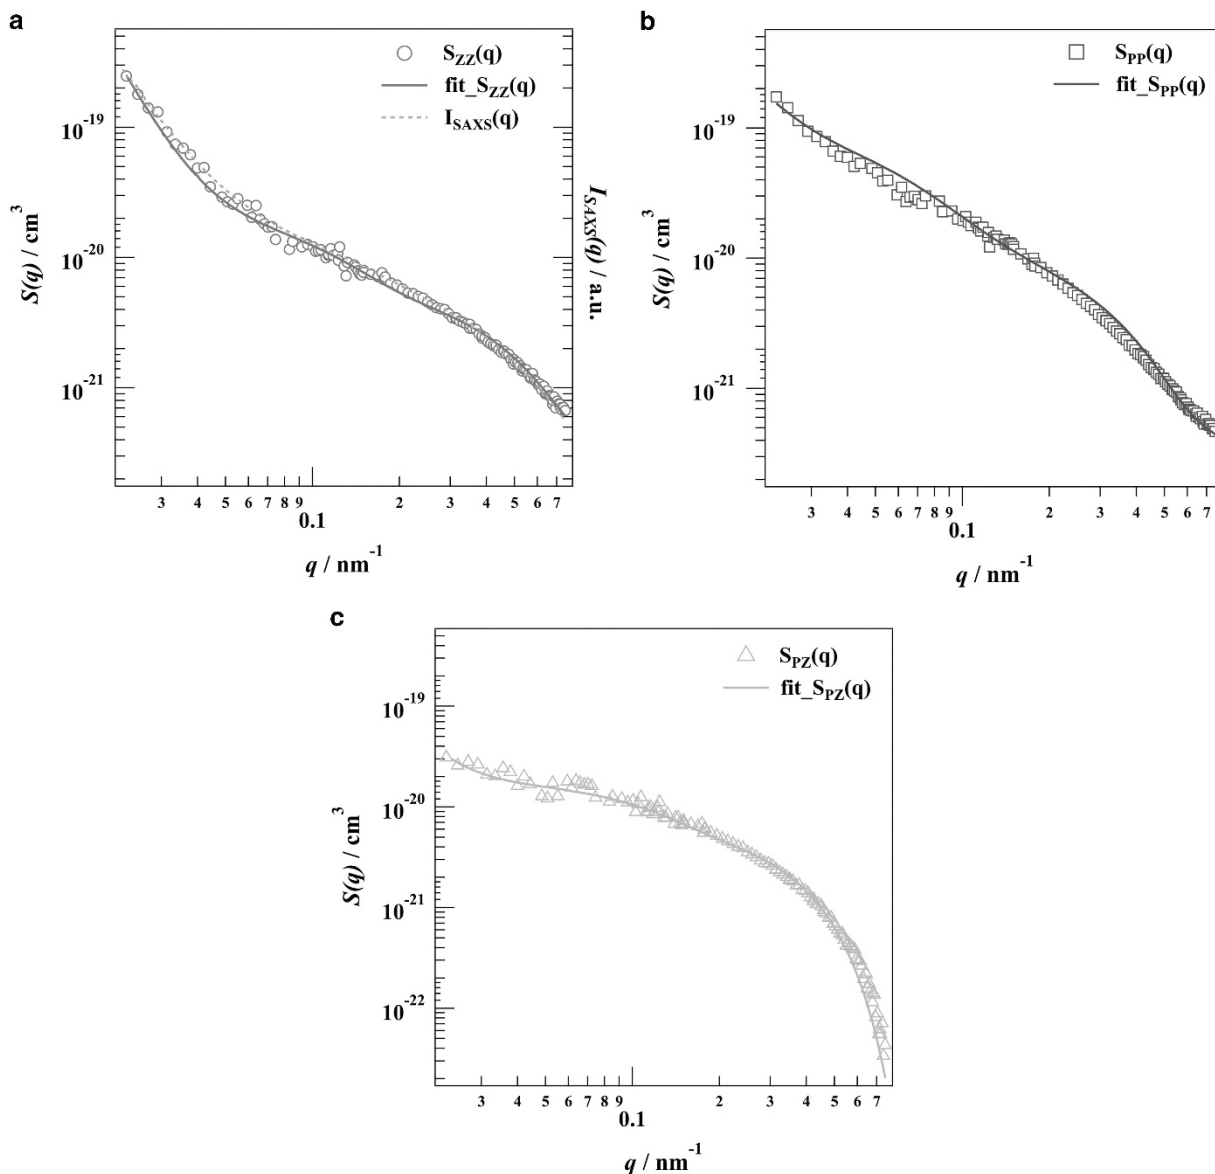 a
S_ZZ(q)
fit_S_ZZ(q)
I_SAXS(q)
10^-19
10^-20
10^-21
S(q) / cm^3
I_SAXS(q) / a.u.
3 4 5 6 7 8 9 2 3 4 5 6 7
0.1
q / nm^-1
b
S_PP(q)
fit_S_PP(q)
10^-19
10^-20
10^-21
S(q) / cm^3
3 4 5 6 7 8 9 2 3 4 5 6 7
0.1
q / nm^-1
c
S_PZ(q)
fit_S_PZ(q)
10^-19
10^-20
10^-21
10^-22
S(q) / cm^3
3 4 5 6 7 8 9 2 3 4 5 6 7
0.1
q / nm^-1